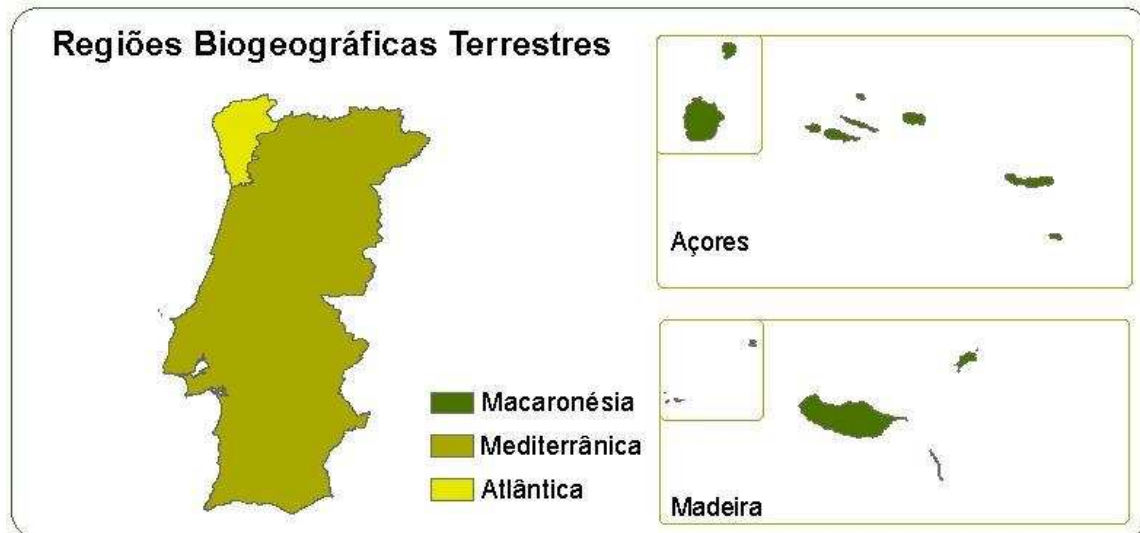 Regiões Biogeográficas Terrestres
Açores
Macaronésia
Mediterrânica
Atlântica
Madeira